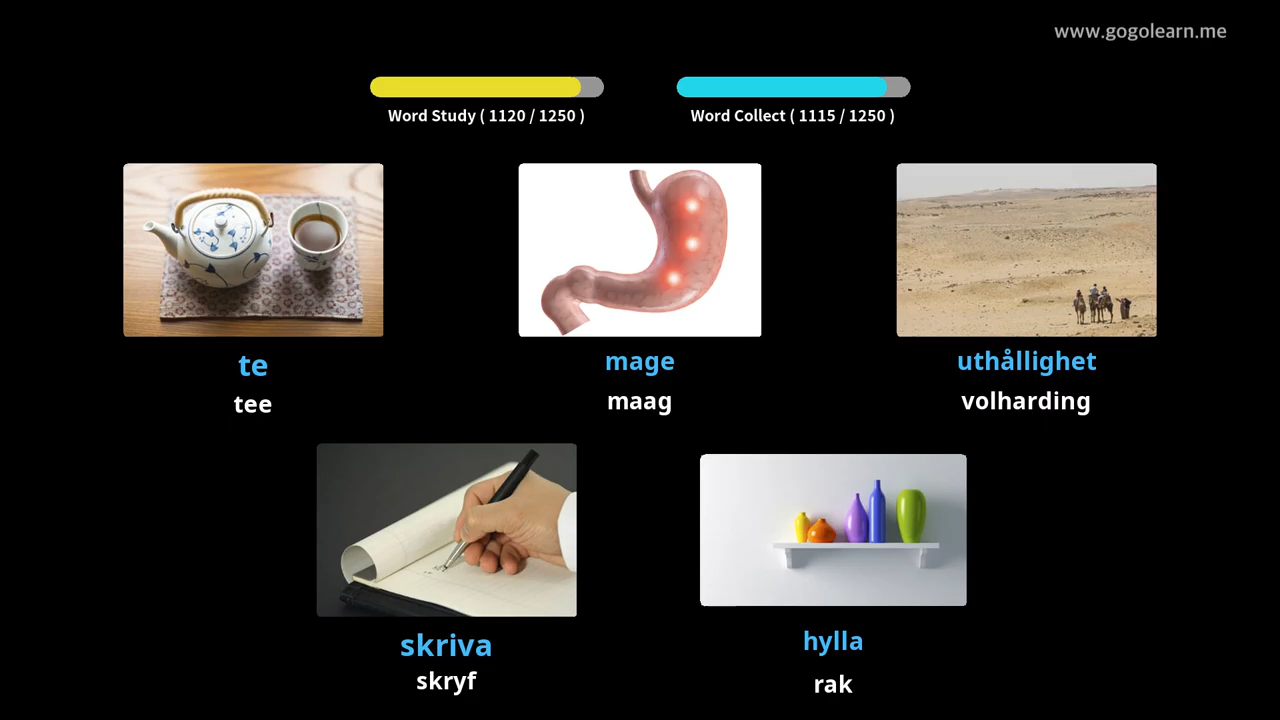 www.gogolearn.me
Word Study ( 1120 / 1250 )
Word Collect ( 1115 / 1250 )
te
tee
mage
maag
uthållighet
volharding
skriva
skryf
hylla
rak